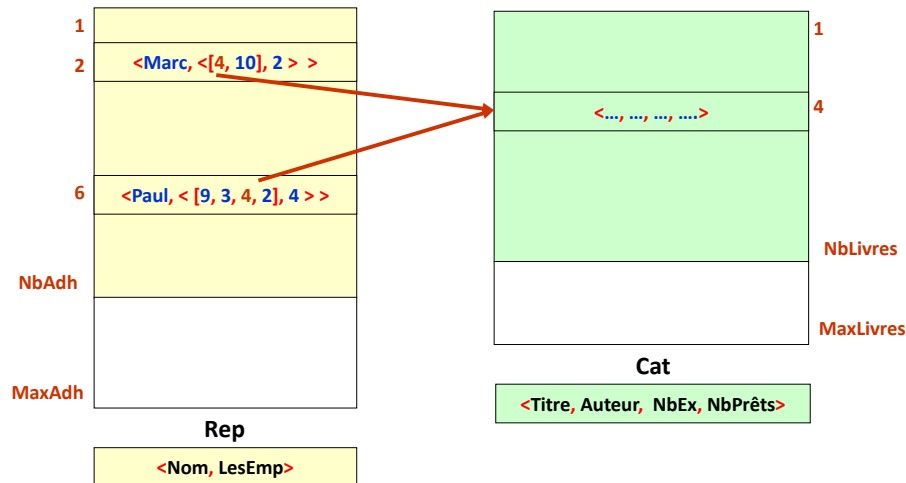 1
2
<Marc, <[4, 10], 2 > >
6
<Paul, < [9, 3, 4, 2], 4 > >
NbAdh
MaxAdh
Rep
<Nom, LesEmp>
1
4
<…, …, …, ….>
NbLivres
MaxLivres
Cat
<Titre, Auteur, NbEx, NbPrêts>